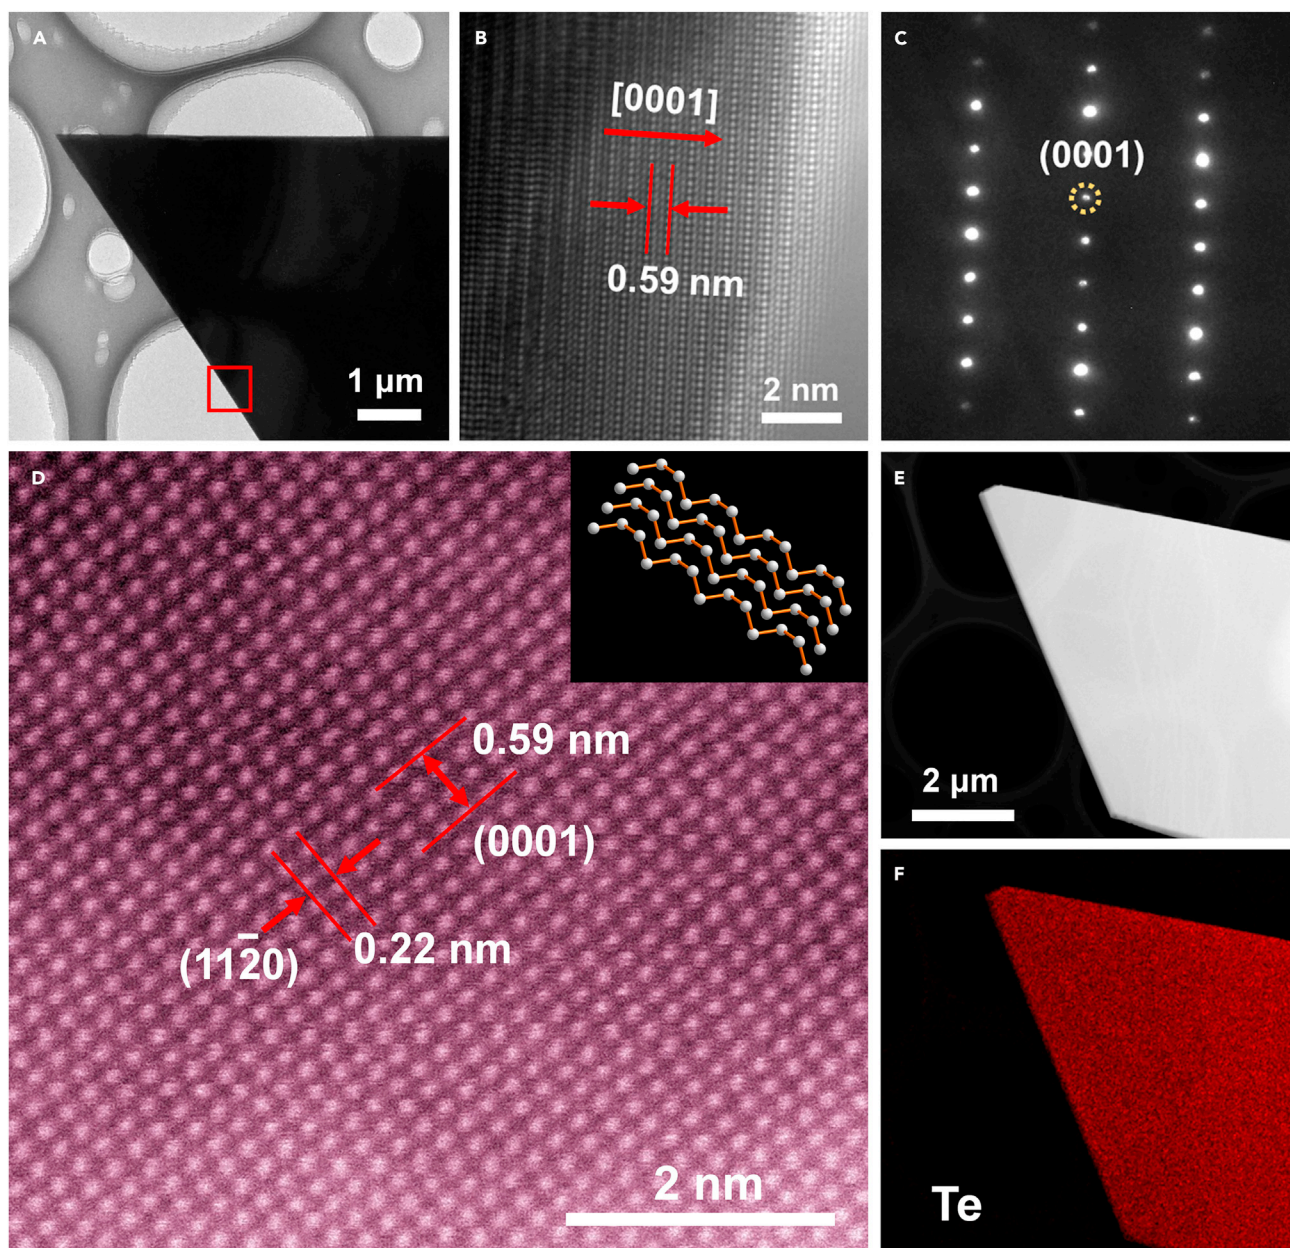 A
1 µm
B
[0001]
0.59 nm
2 nm
C
(0001)
D
0.59 nm
(0001)
(112̅0)
0.22 nm
2 nm
E
2 µm
F
Te